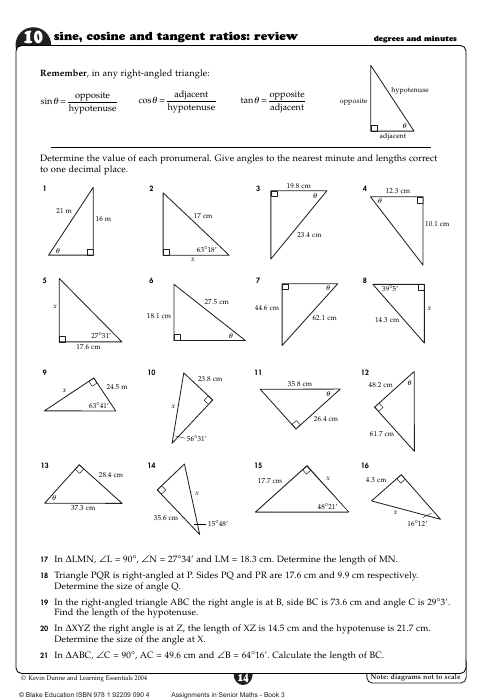 10 sine, cosine and tangent ratios: review degrees and minutes
Remember, in any right-angled triangle:
sin θ = opposite / hypotenuse cos θ = adjacent / hypotenuse tan θ = opposite / adjacent
opposite hypotenuse
θ
adjacent
Determine the value of each pronumeral. Give angles to the nearest minute and lengths correct
to one decimal place.
1 21 m 16 m θ
2 17 cm 63°18′ x
3 19.8 cm θ 23.4 cm
4 12.3 cm θ 10.1 cm
5 x 27°31′ 17.6 cm
6 27.5 cm 18.1 cm θ
7 θ 44.6 cm 62.1 cm
8 39°5′ x 14.3 cm
9 x 24.5 m 63°41′
10 23.8 cm x 56°31′
11 35.8 cm θ 26.4 cm
12 48.2 cm θ 61.7 cm
13 28.4 cm θ 37.3 cm
14 x 35.6 cm 15°48′
15 17.7 cm x 48°21′
16 4.3 cm x 16°12′
17 In ΔLMN, ∠L = 90°, ∠N = 27°34′ and LM = 18.3 cm. Determine the length of MN.
18 Triangle PQR is right-angled at P. Sides PQ and PR are 17.6 cm and 9.9 cm respectively.
Determine the size of angle Q.
19 In the right-angled triangle ABC the right angle is at B, side BC is 73.6 cm and angle C is 29°3′.
Find the length of the hypotenuse.
20 In ΔXYZ the right angle is at Z, the length of XZ is 14.5 cm and the hypotenuse is 21.7 cm.
Determine the size of the angle at X.
21 In ΔABC, ∠C = 90°, AC = 49.6 cm and ∠B = 64°16′. Calculate the length of BC.
© Kevin Dunne and Learning Essentials 2004 14 Note: diagrams not to scale
© Blake Education ISBN 978 1 92209 090 4 Assignments in Senior Maths - Book 3